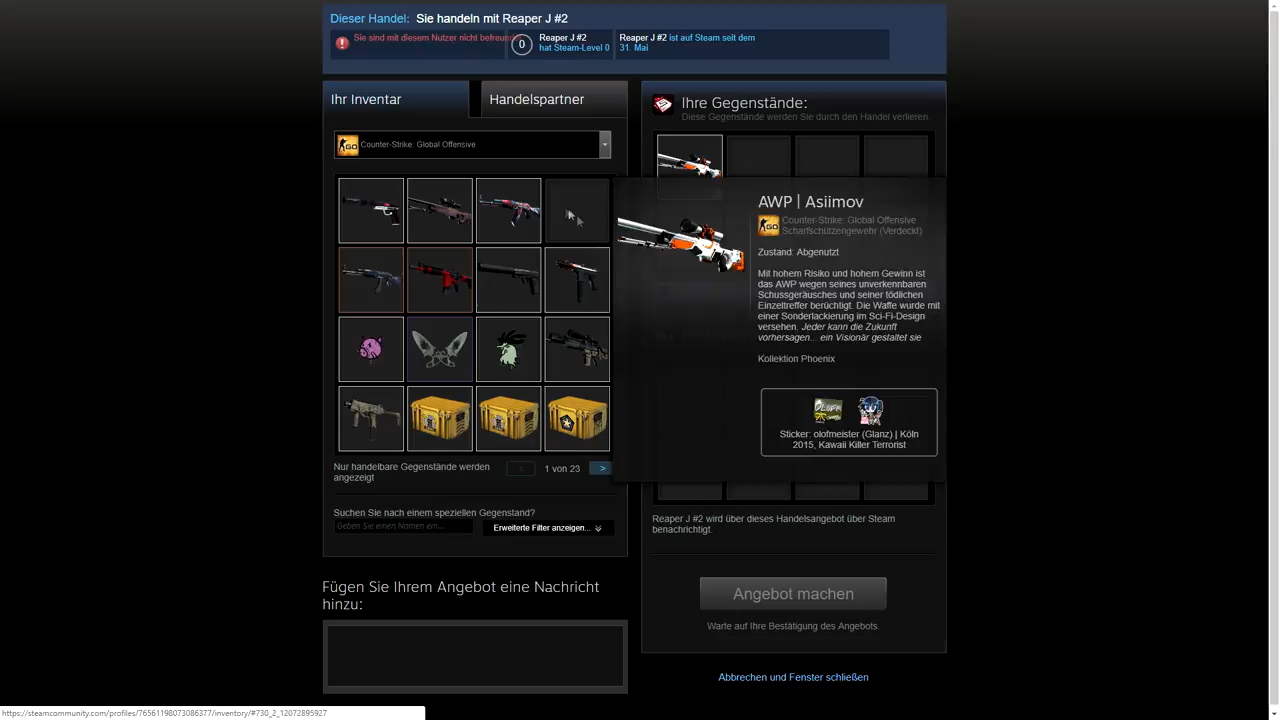 Dieser Handel: Sie handeln mit Reaper J #2
Sie sind mit diesem Nutzer nicht befreundet
0
Reaper J #2
hat Steam-Level 0
Reaper J #2 ist auf Steam seit dem
31. Mai
Ihr Inventar
Handelspartner
Counter-Strike: Global Offensive
Nur handelbare Gegenstände werden
angezeigt
<
1 von 23
>
Suchen Sie nach einem speziellen Gegenstand?
Geben Sie einen Namen ein...
Erweiterte Filter anzeigen...
Fügen Sie Ihrem Angebot eine Nachricht
hinzu:
Ihre Gegenstände:
Diese Gegenstände werden Sie durch den Handel verlieren.
AWP | Asiimov
Counter-Strike: Global Offensive
Scharfschützengewehr (Verdeckt)
Zustand: Abgenutzt
Mit hohem Risiko und hohem Gewinn ist
das AWP wegen seines unverkennbaren
Schussgeräusches und seiner tödlichen
Einzeltreffer berüchtigt. Die Waffe wurde mit
einer Sonderlackierung im Sci-Fi-Design
versehen. Jeder kann die Zukunft
vorhersagen... ein Visionär gestaltet sie
Kollektion Phoenix
Sticker: olofmeister (Glanz) | Köln
2015, Kawaii Killer Terrorist
Reaper J #2 wird über dieses Handelsangebot über Steam
benachrichtigt.
Angebot machen
Warte auf Ihre Bestätigung des Angebots.
Abbrechen und Fenster schließen
https://steamcommunity.com/profiles/76561198073086377/inventory/#730_2_12072895927